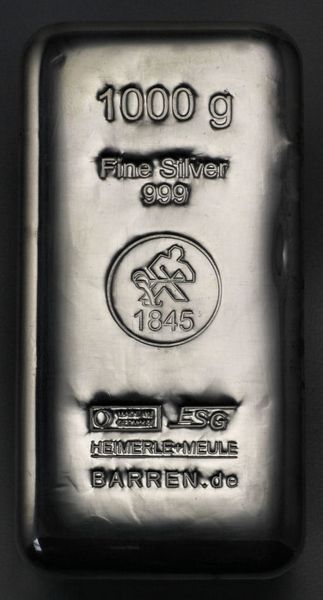 1000 g
Fine Silver
999
1845
ESG
HEIMERLE+MEULE
BARREN.de